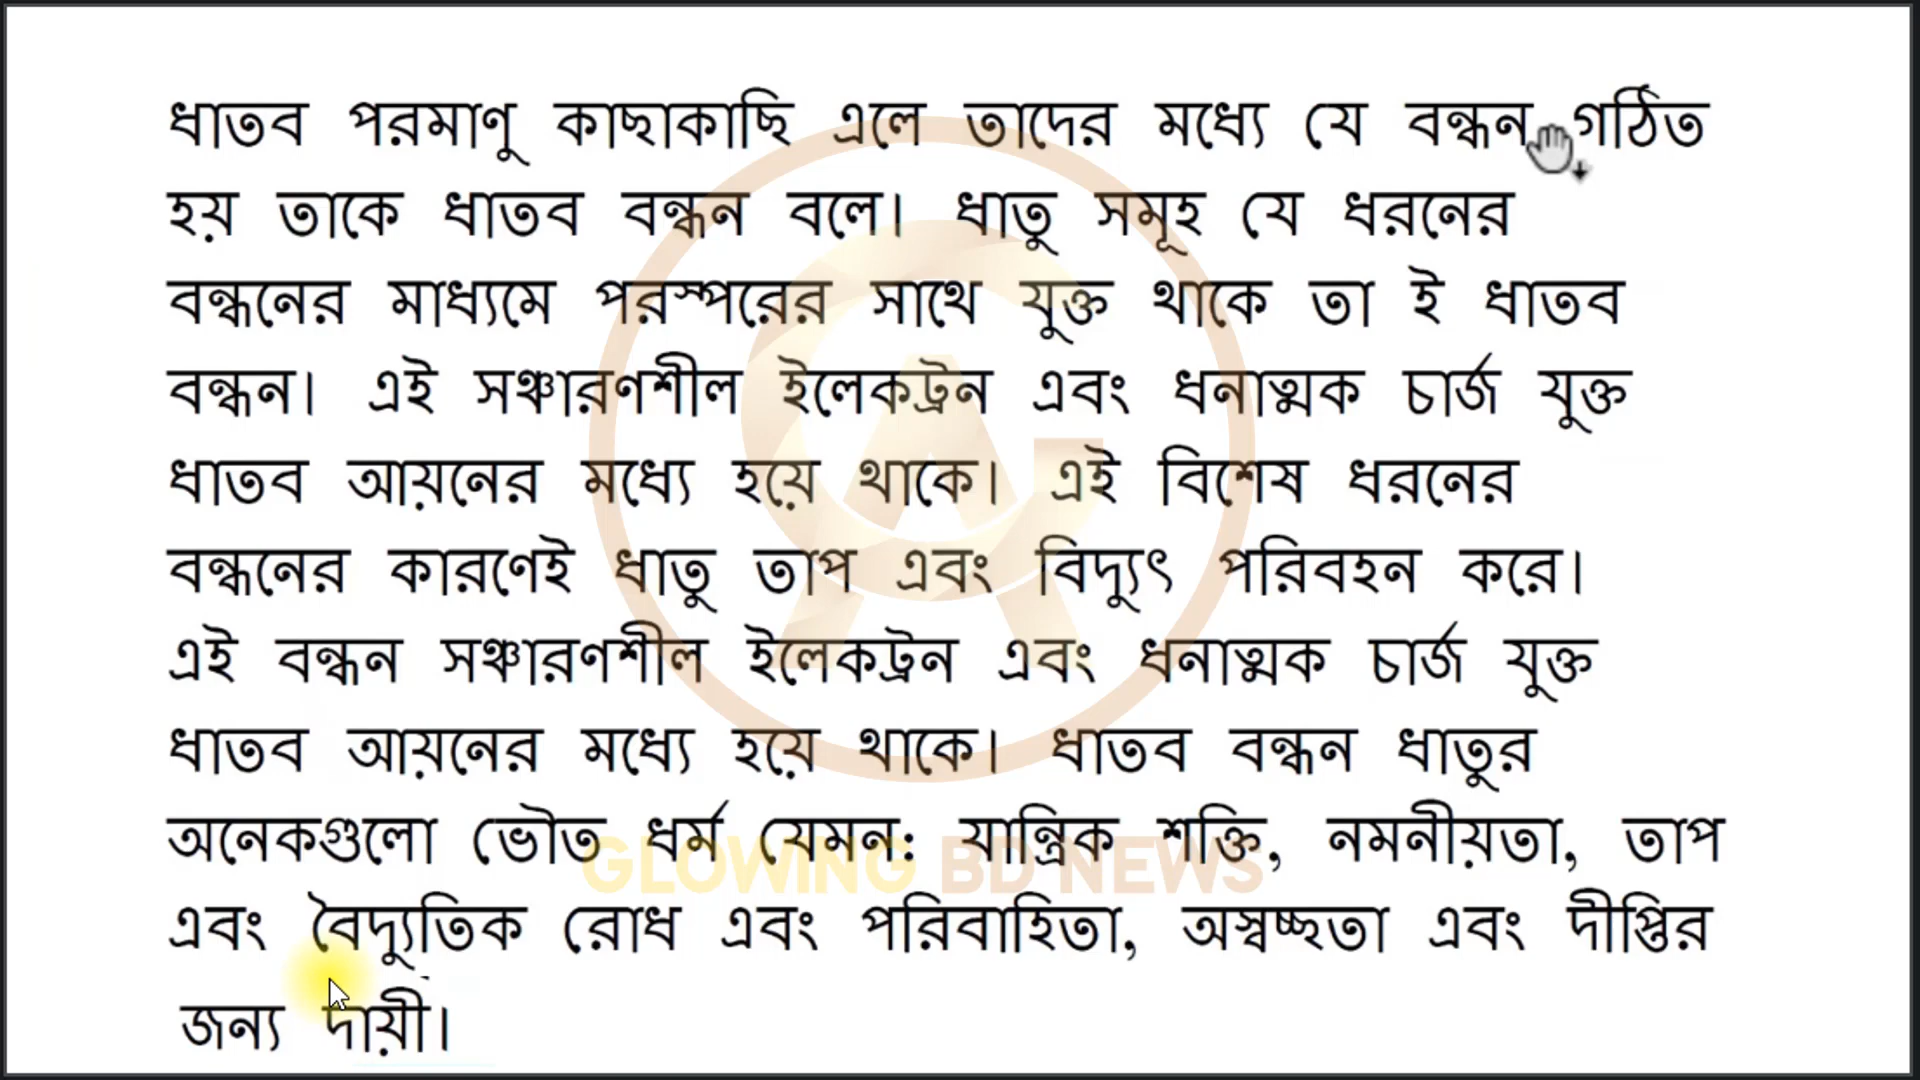 ধাতব পরমাণু কাছাকাছি এলে তাদের মধ্যে যে বন্ধন গঠিত
হয় তাকে ধাতব বন্ধন বলে। ধাতু সমূহ যে ধরনের
বন্ধনের মাধ্যমে পরস্পরের সাথে যুক্ত থাকে তা ই ধাতব
বন্ধন। এই সঞ্চারণশীল ইলেকট্রন এবং ধনাত্মক চার্জ যুক্ত
ধাতব আয়নের মধ্যে হয়ে থাকে। এই বিশেষ ধরনের
বন্ধনের কারণেই ধাতু তাপ এবং বিদ্যুৎ পরিবহন করে।
এই বন্ধন সঞ্চারণশীল ইলেকট্রন এবং ধনাত্মক চার্জ যুক্ত
ধাতব আয়নের মধ্যে হয়ে থাকে। ধাতব বন্ধন ধাতুর
অনেকগুলো ভৌত ধর্ম যেমন: যান্ত্রিক শক্তি, নমনীয়তা, তাপ
GLOWING BD NEWS
এবং বৈদ্যুতিক রোধ এবং পরিবাহিতা, অস্বচ্ছতা এবং দীপ্তির
জন্য দায়ী।